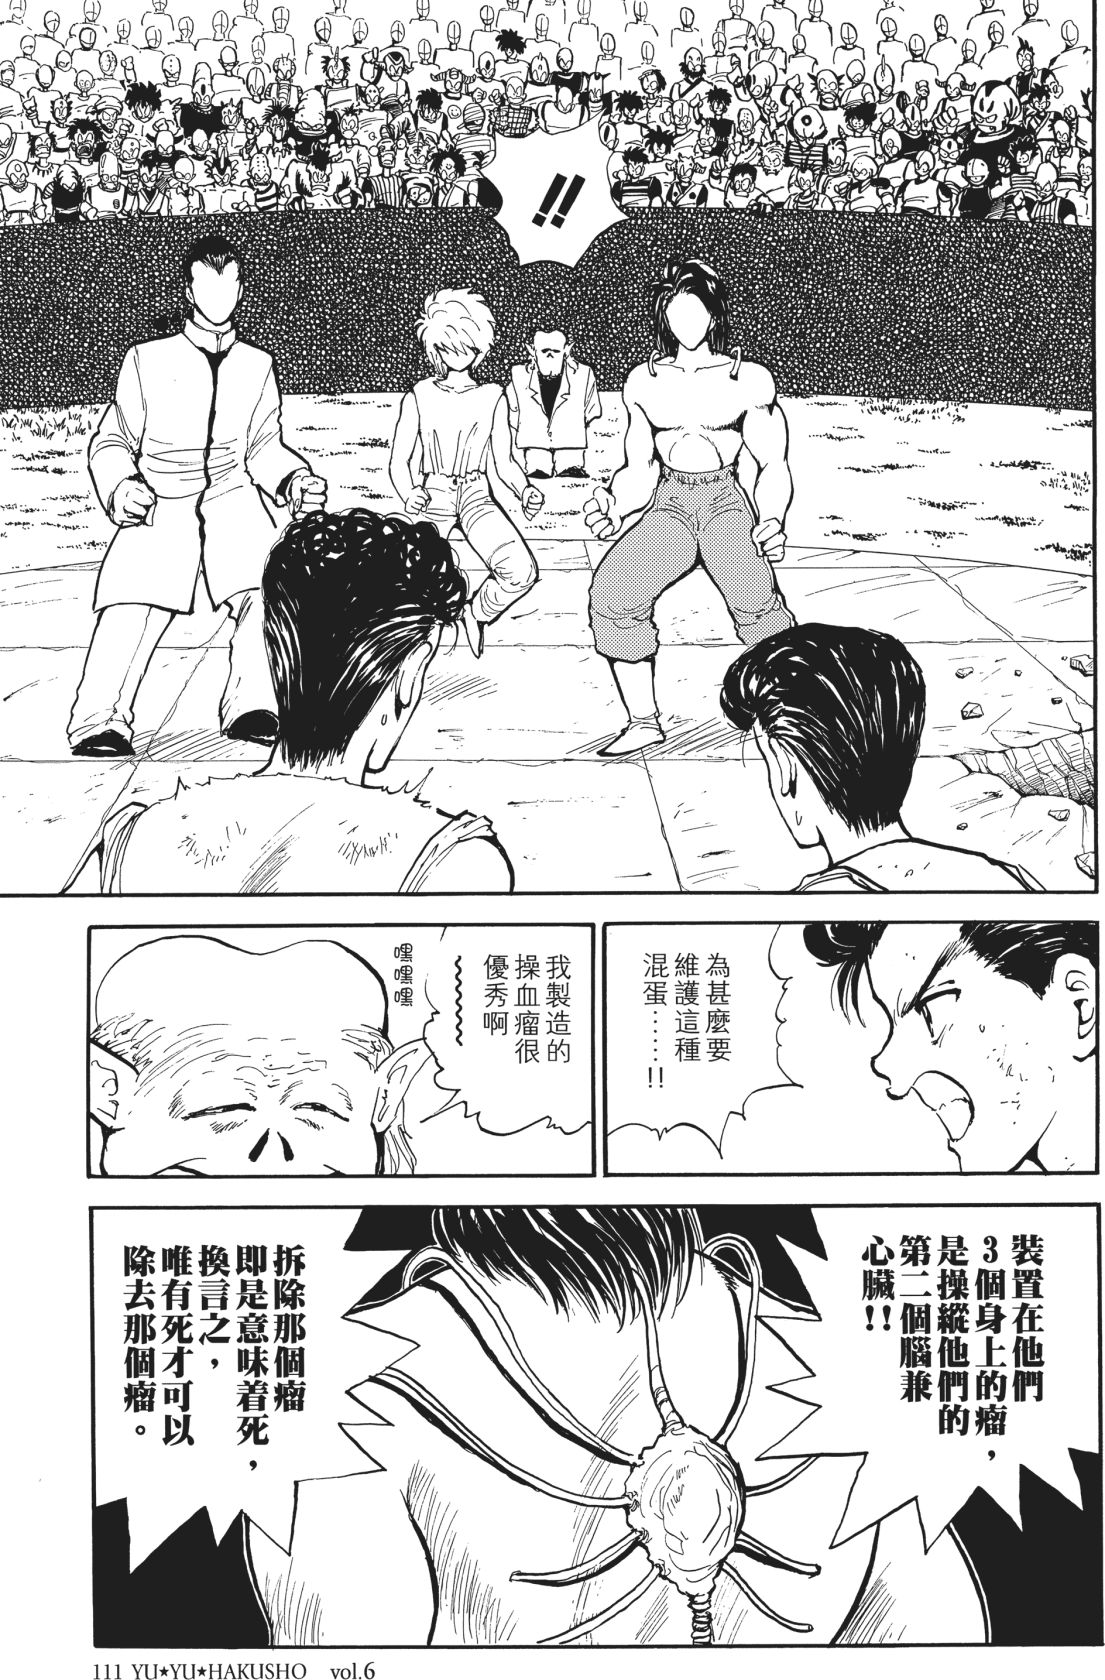 !!
為甚麼要
維護這種
混蛋……!!
我製造的
操血瘤很
優秀啊
嘿嘿嘿
裝置在他們
3個身上的瘤，
是操縱他們的
第二個腦兼
心臟!!
拆除那個瘤
即是意味着死，
換言之，
唯有死才可以
除去那個瘤。
111 YU★YU★HAKUSHO vol.6